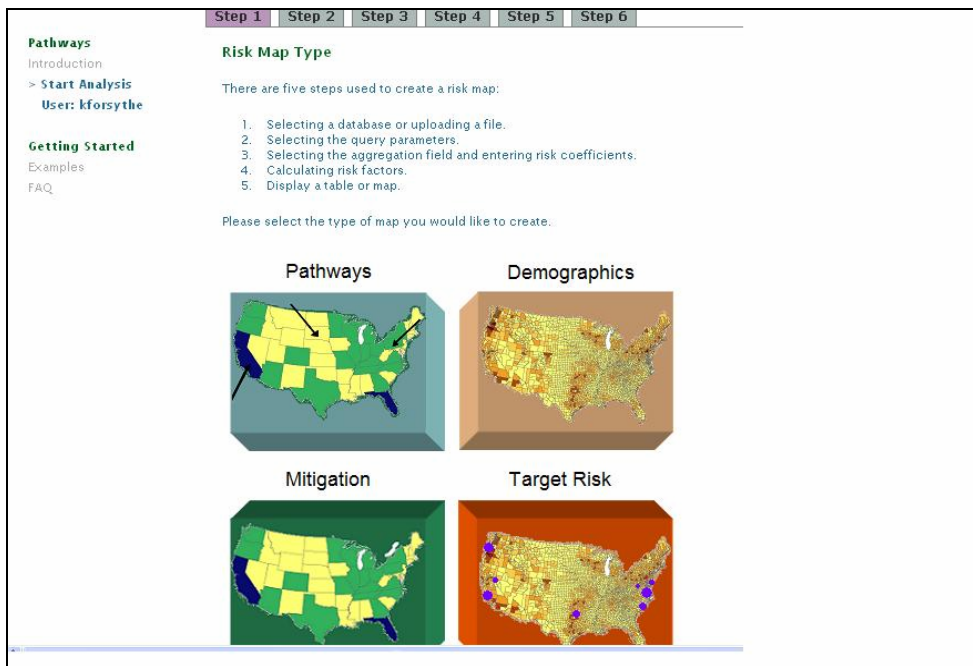 Step 1 Step 2 Step 3 Step 4 Step 5 Step 6
Pathways
Introduction
> Start Analysis
User: kforsythe
Getting Started
Examples
FAQ
Risk Map Type
There are five steps used to create a risk map:
1. Selecting a database or uploading a file.
2. Selecting the query parameters.
3. Selecting the aggregation field and entering risk coefficients.
4. Calculating risk factors.
5. Display a table or map.
Please select the type of map you would like to create.
Pathways Demographics
Mitigation Target Risk